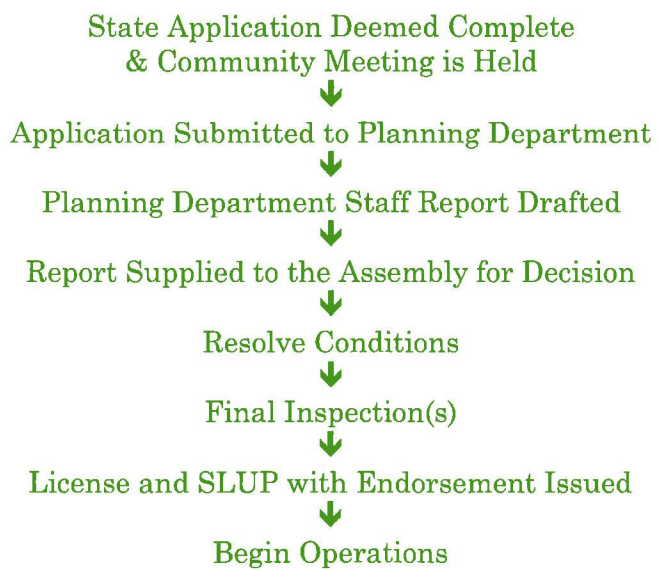 State Application Deemed Complete
& Community Meeting is Held
Application Submitted to Planning Department
Planning Department Staff Report Drafted
Report Supplied to the Assembly for Decision
Resolve Conditions
Final Inspection(s)
License and SLUP with Endorsement Issued
Begin Operations